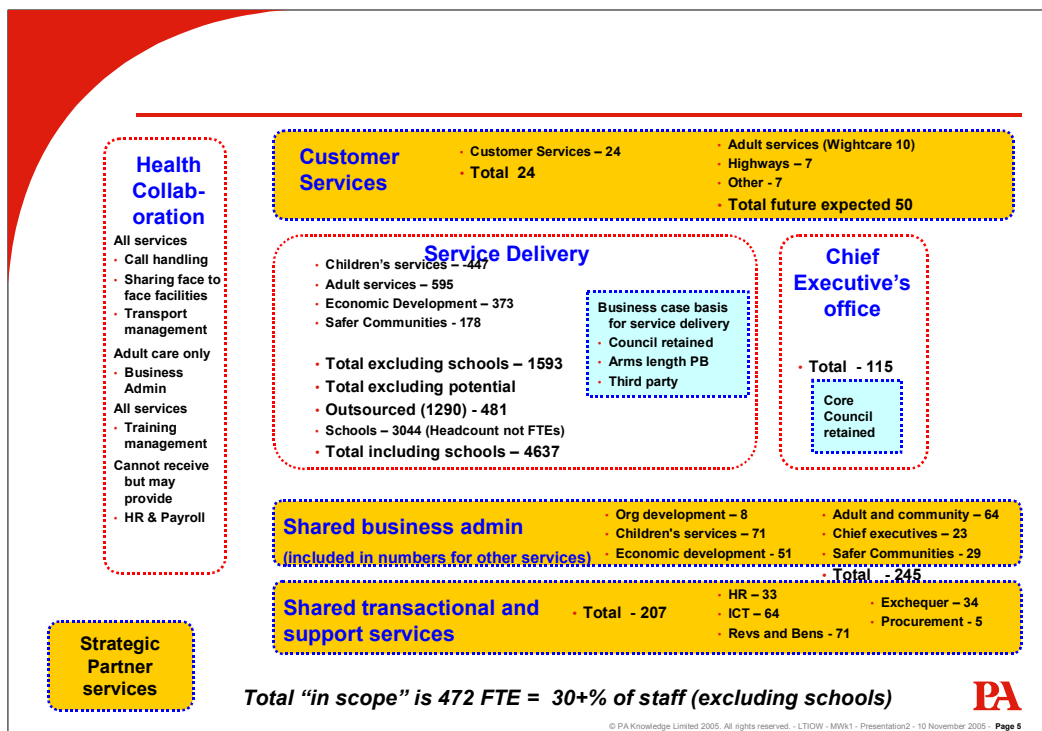 Health
Collab-
oration
All services
• Call handling
• Sharing face to
face facilities
• Transport
management
Adult care only
• Business
Admin
All services
• Training
management
Cannot receive
but may
provide
• HR & Payroll
Customer
Services
• Customer Services – 24
• Total 24
• Adult services (Wightcare 10)
• Highways – 7
• Other - 7
• Total future expected 50
Service Delivery
• Children's services – -447
• Adult services – 595
• Economic Development – 373
• Safer Communities - 178
• Total excluding schools – 1593
• Total excluding potential
• Outsourced (1290) - 481
• Schools – 3044 (Headcount not FTEs)
• Total including schools – 4637
Business case basis
for service delivery
• Council retained
• Arms length PB
• Third party
Chief
Executive's
office
• Total - 115
Core
Council
retained
Shared business admin
(included in numbers for other services)
• Org development – 8
• Children's services – 71
• Economic development - 51
• Adult and community – 64
• Chief executives – 23
• Safer Communities - 29
• Total - 245
Shared transactional and
support services
• Total - 207
• HR – 33
• ICT – 64
• Revs and Bens - 71
• Exchequer – 34
• Procurement - 5
Strategic
Partner
services
Total “in scope” is 472 FTE = 30+% of staff (excluding schools)
PA
© PA Knowledge Limited 2005. All rights reserved. - LTIOW - MWk1 - Presentation2 - 10 November 2005 - Page 5